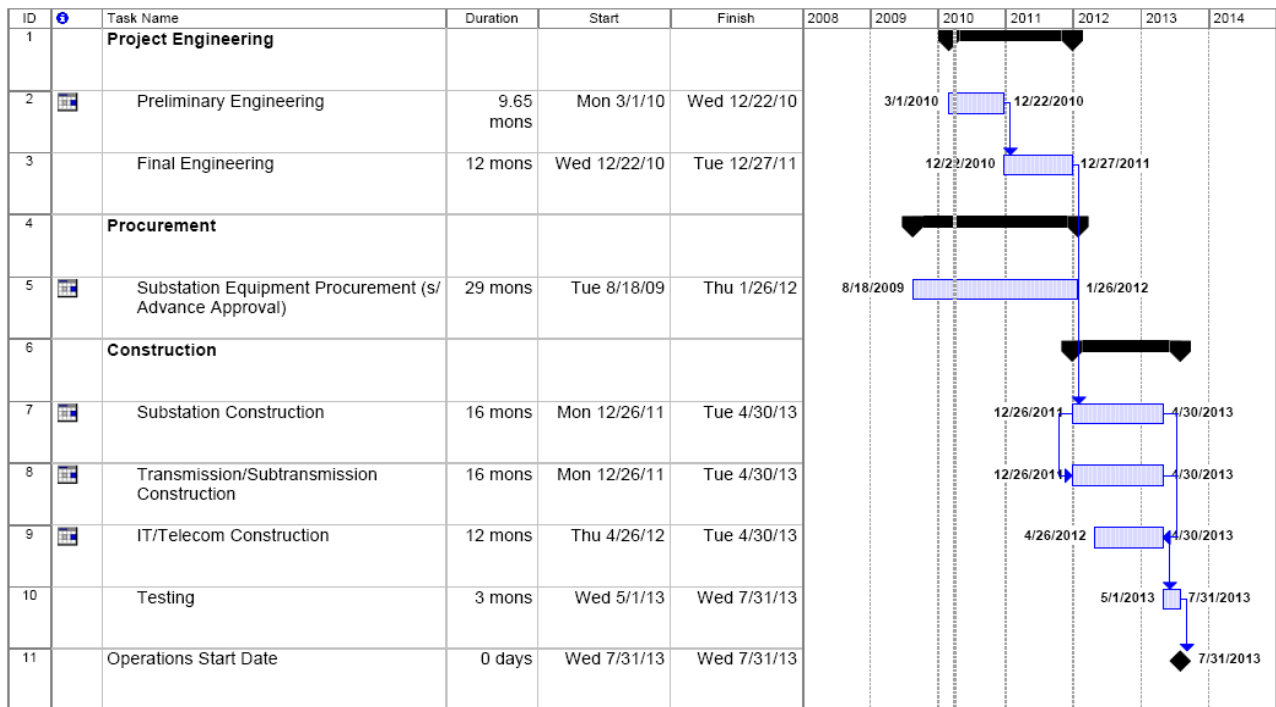 ID Task Name Duration Start Finish 2008 2009 2010 2011 2012 2013 2014
1 Project Engineering
2 Preliminary Engineering 9.65 Mon 3/1/10 Wed 12/22/10 3/1/2010 12/22/2010
mons
3 Final Engineering 12 mons Wed 12/22/10 Tue 12/27/11 12/22/2010 12/27/2011
4 Procurement
5 Substation Equipment Procurement (s/ 29 mons Tue 8/18/09 Thu 1/26/12 8/18/2009 1/26/2012
Advance Approval)
6 Construction
7 Substation Construction 16 mons Mon 12/26/11 Tue 4/30/13 12/26/2011 4/30/2013
8 Transmission/Subtransmission 16 mons Mon 12/26/11 Tue 4/30/13 12/26/2011 4/30/2013
Construction
9 IT/Telecom Construction 12 mons Thu 4/26/12 Tue 4/30/13 4/26/2012 4/30/2013
10 Testing 3 mons Wed 5/1/13 Wed 7/31/13 5/1/2013 7/31/2013
11 Operations Start Date 0 days Wed 7/31/13 Wed 7/31/13 7/31/2013